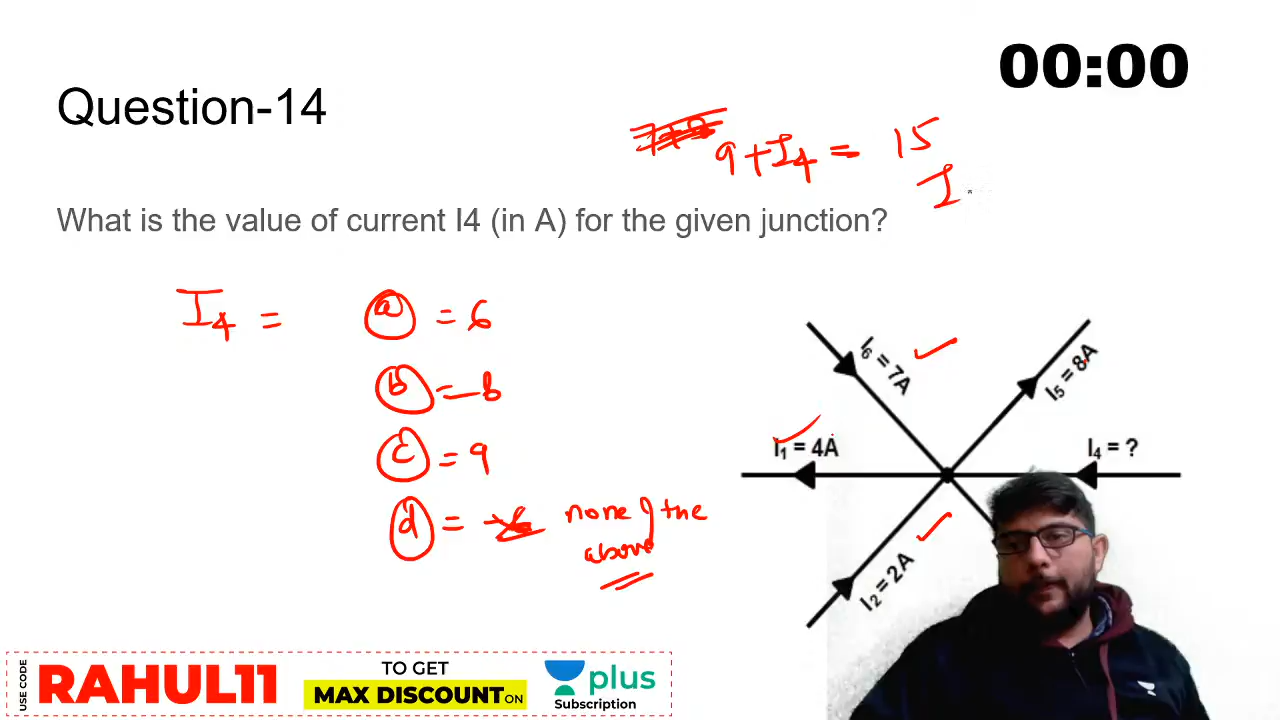 00:00
Question-14
9 + I4 = 15
I
What is the value of current I4 (in A) for the given junction?
I4 =
a = 6
b = -8
c = 9
d = none of the
above
I6 = 7A
I5 = 8A
I1 = 4A
I4 = ?
I2 = 2A
USE CODE
RAHUL11
TO GET
MAX DISCOUNT ON
plus
Subscription